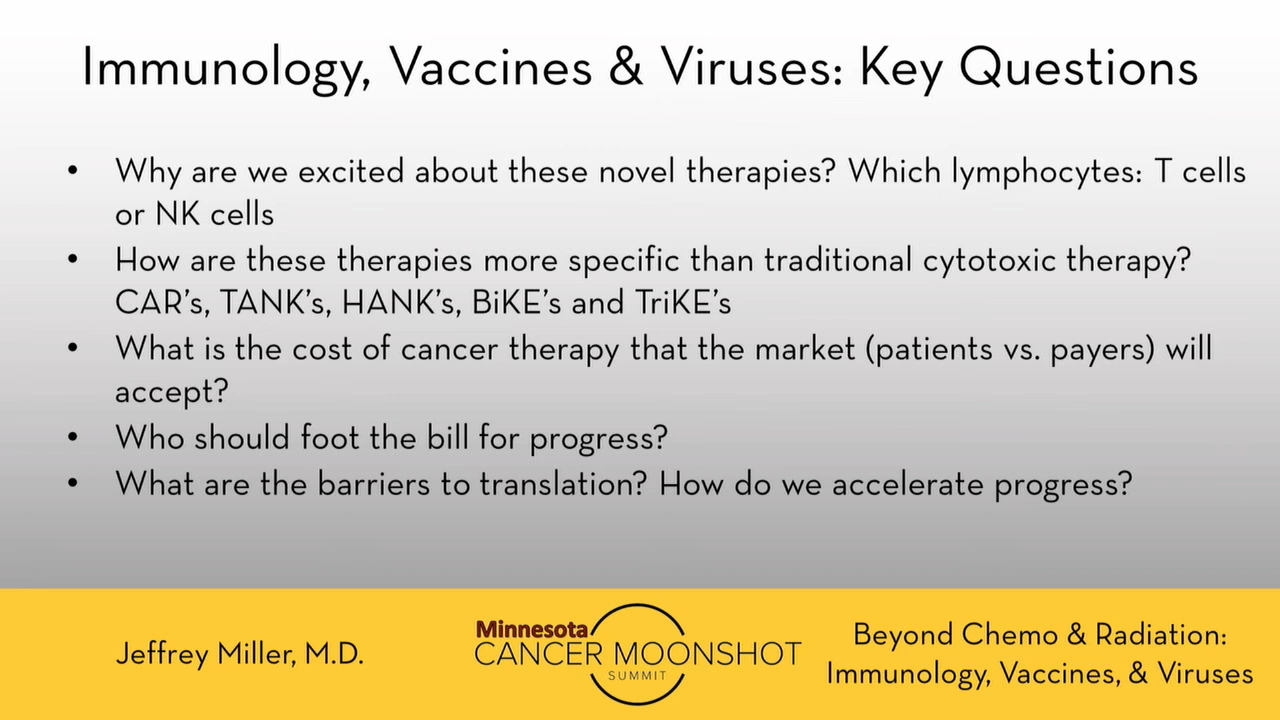 Immunology, Vaccines & Viruses: Key Questions
• Why are we excited about these novel therapies? Which lymphocytes: T cells
or NK cells
• How are these therapies more specific than traditional cytotoxic therapy?
CAR's, TANK's, HANK's, BiKE's and TriKE's
• What is the cost of cancer therapy that the market (patients vs. payers) will
accept?
• Who should foot the bill for progress?
• What are the barriers to translation? How do we accelerate progress?
Jeffrey Miller, M.D.
Minnesota
CANCER MOONSHOT
SUMMIT
Beyond Chemo & Radiation:
Immunology, Vaccines, & Viruses